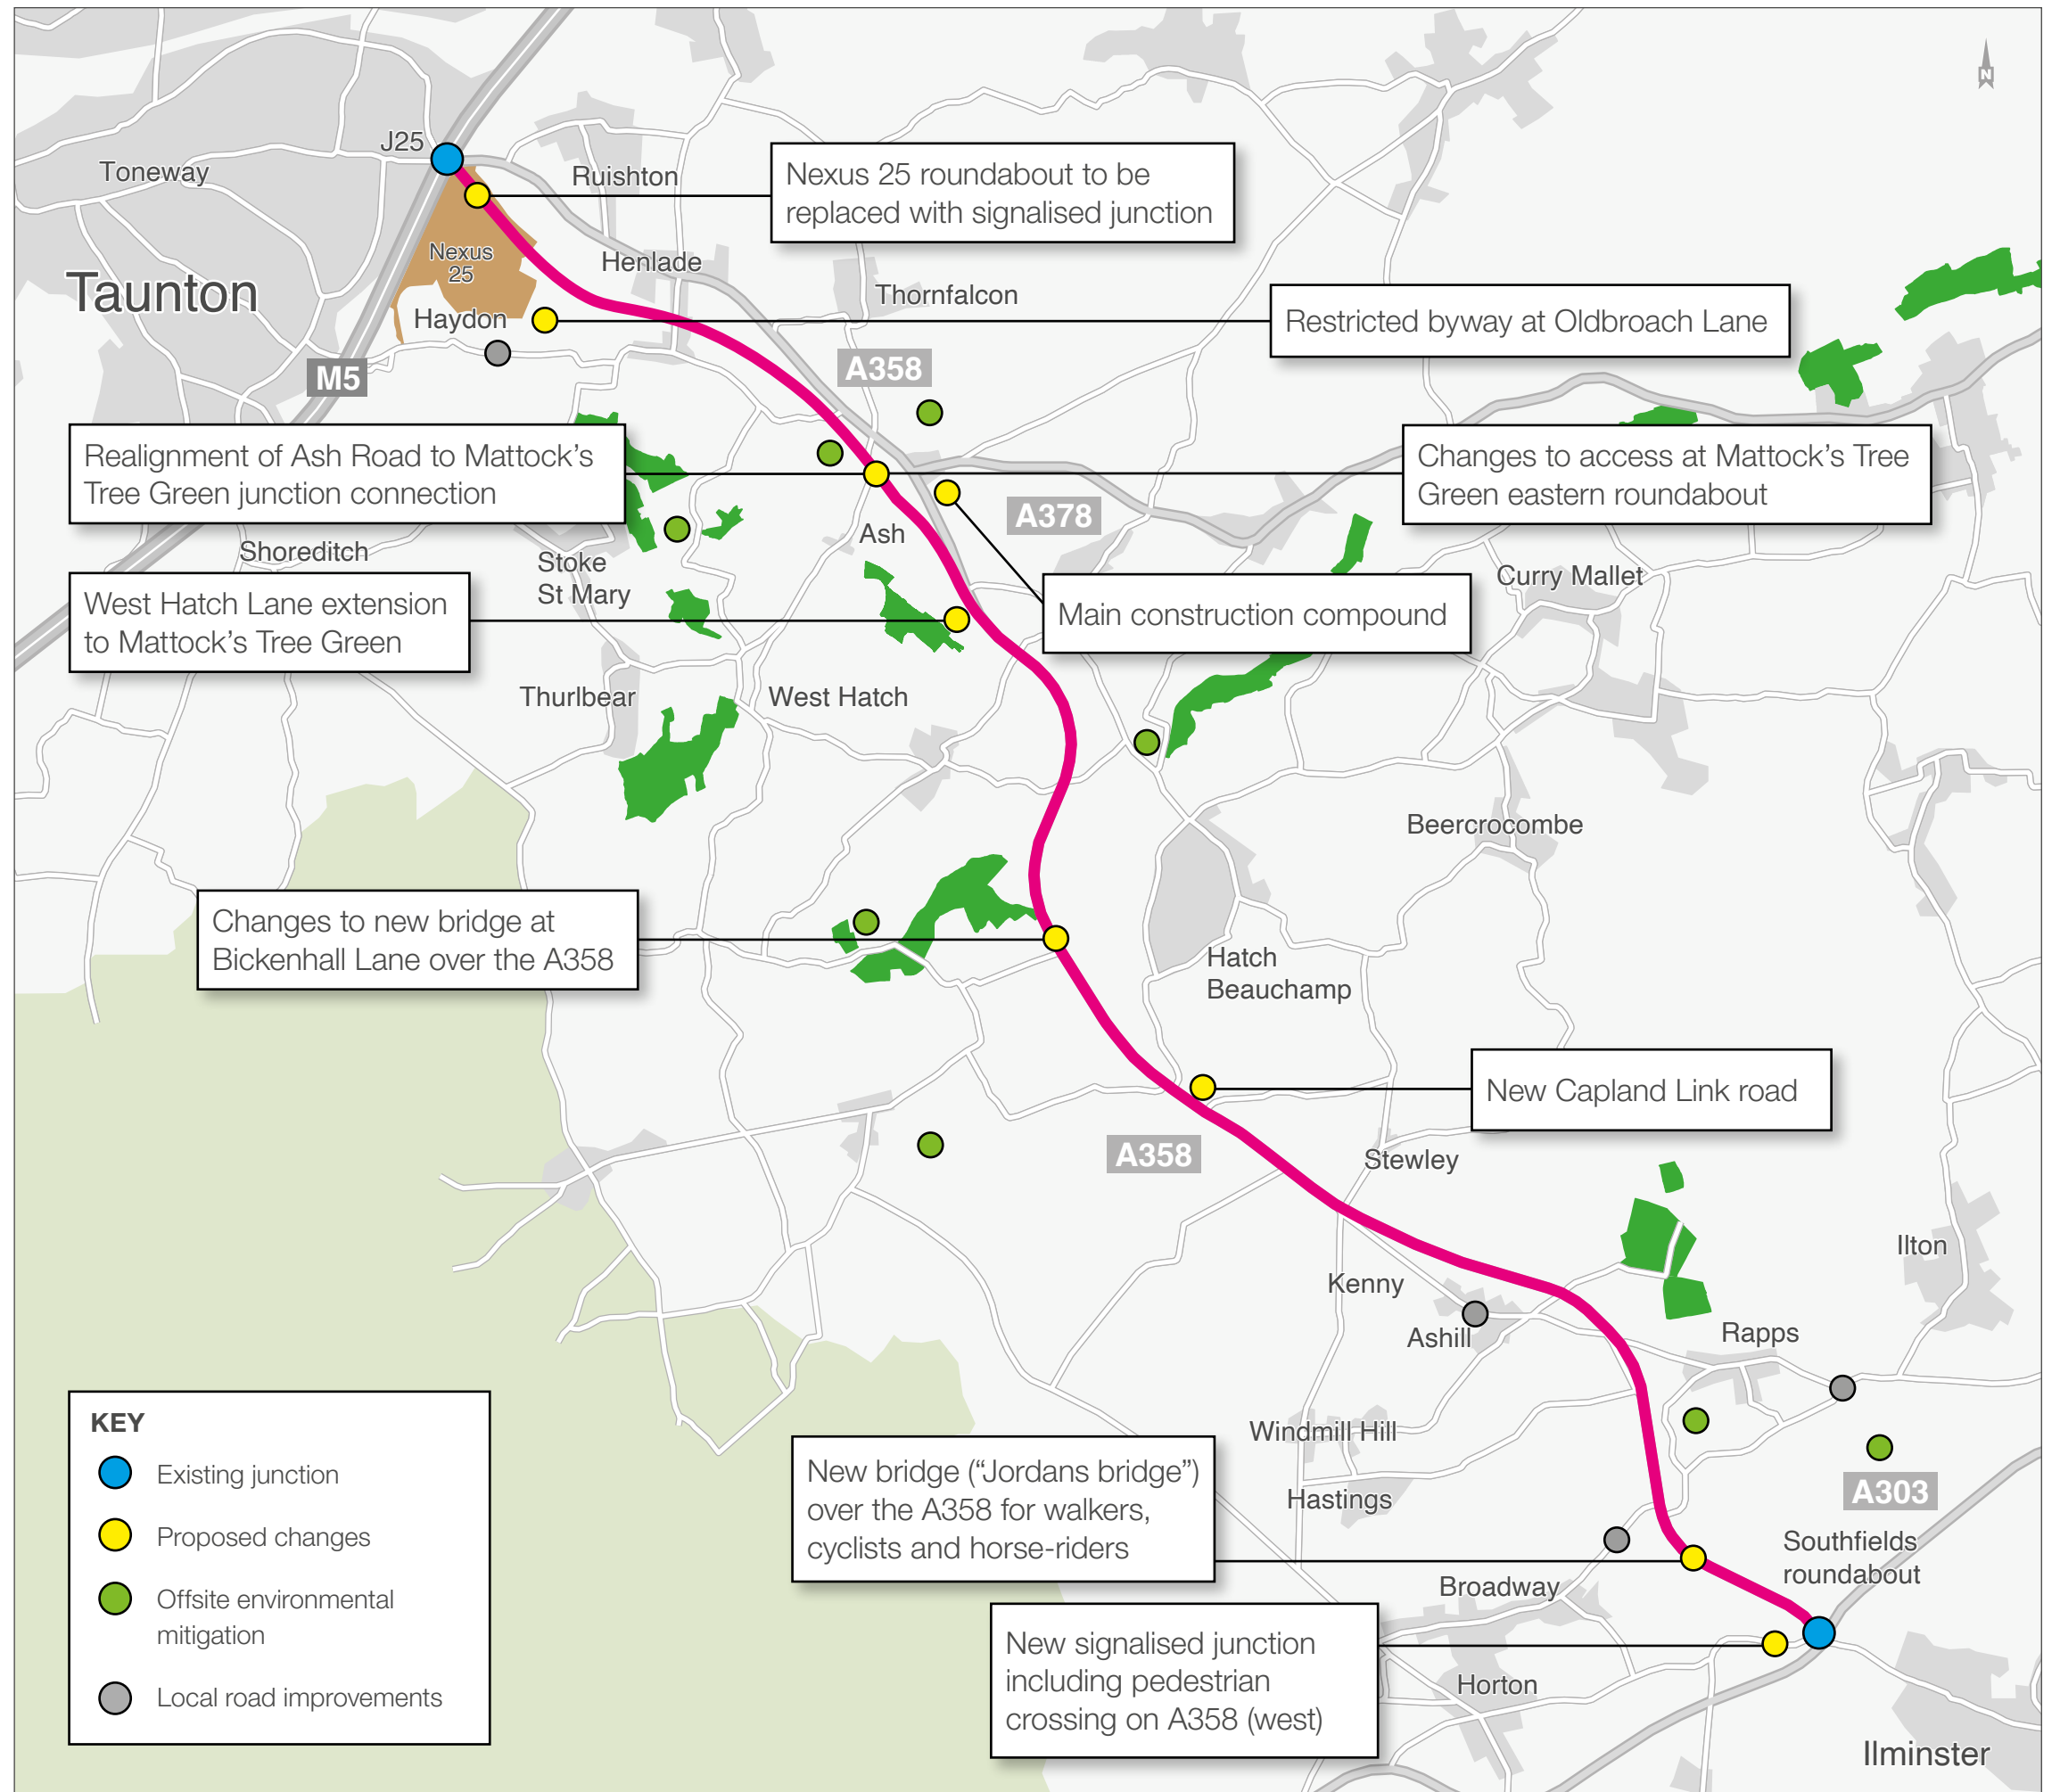 N
J25
Toneway
Ruishton
Nexus 25 roundabout to be
replaced with signalised junction
Nexus
25
Henlade
Taunton
Thornfalcon
Haydon
Restricted byway at Oldbroach Lane
M5
A358
Realignment of Ash Road to Mattock’s
Tree Green junction connection
Changes to access at Mattock’s Tree
Green eastern roundabout
A378
Ash
Shoreditch
Stoke
St Mary
Curry Mallet
West Hatch Lane extension
to Mattock’s Tree Green
Main construction compound
Thurlbear
West Hatch
Beercrocombe
Changes to new bridge at
Bickenhall Lane over the A358
Hatch
Beauchamp
New Capland Link road
A358
Stewley
Ilton
Kenny
Ashill
Rapps
KEY
Existing junction
Proposed changes
Offsite environmental
mitigation
Local road improvements
Windmill Hill
New bridge (“Jordans bridge”)
over the A358 for walkers,
cyclists and horse-riders
Hastings
A303
Southfields
roundabout
Broadway
New signalised junction
including pedestrian
crossing on A358 (west)
Horton
Ilminster